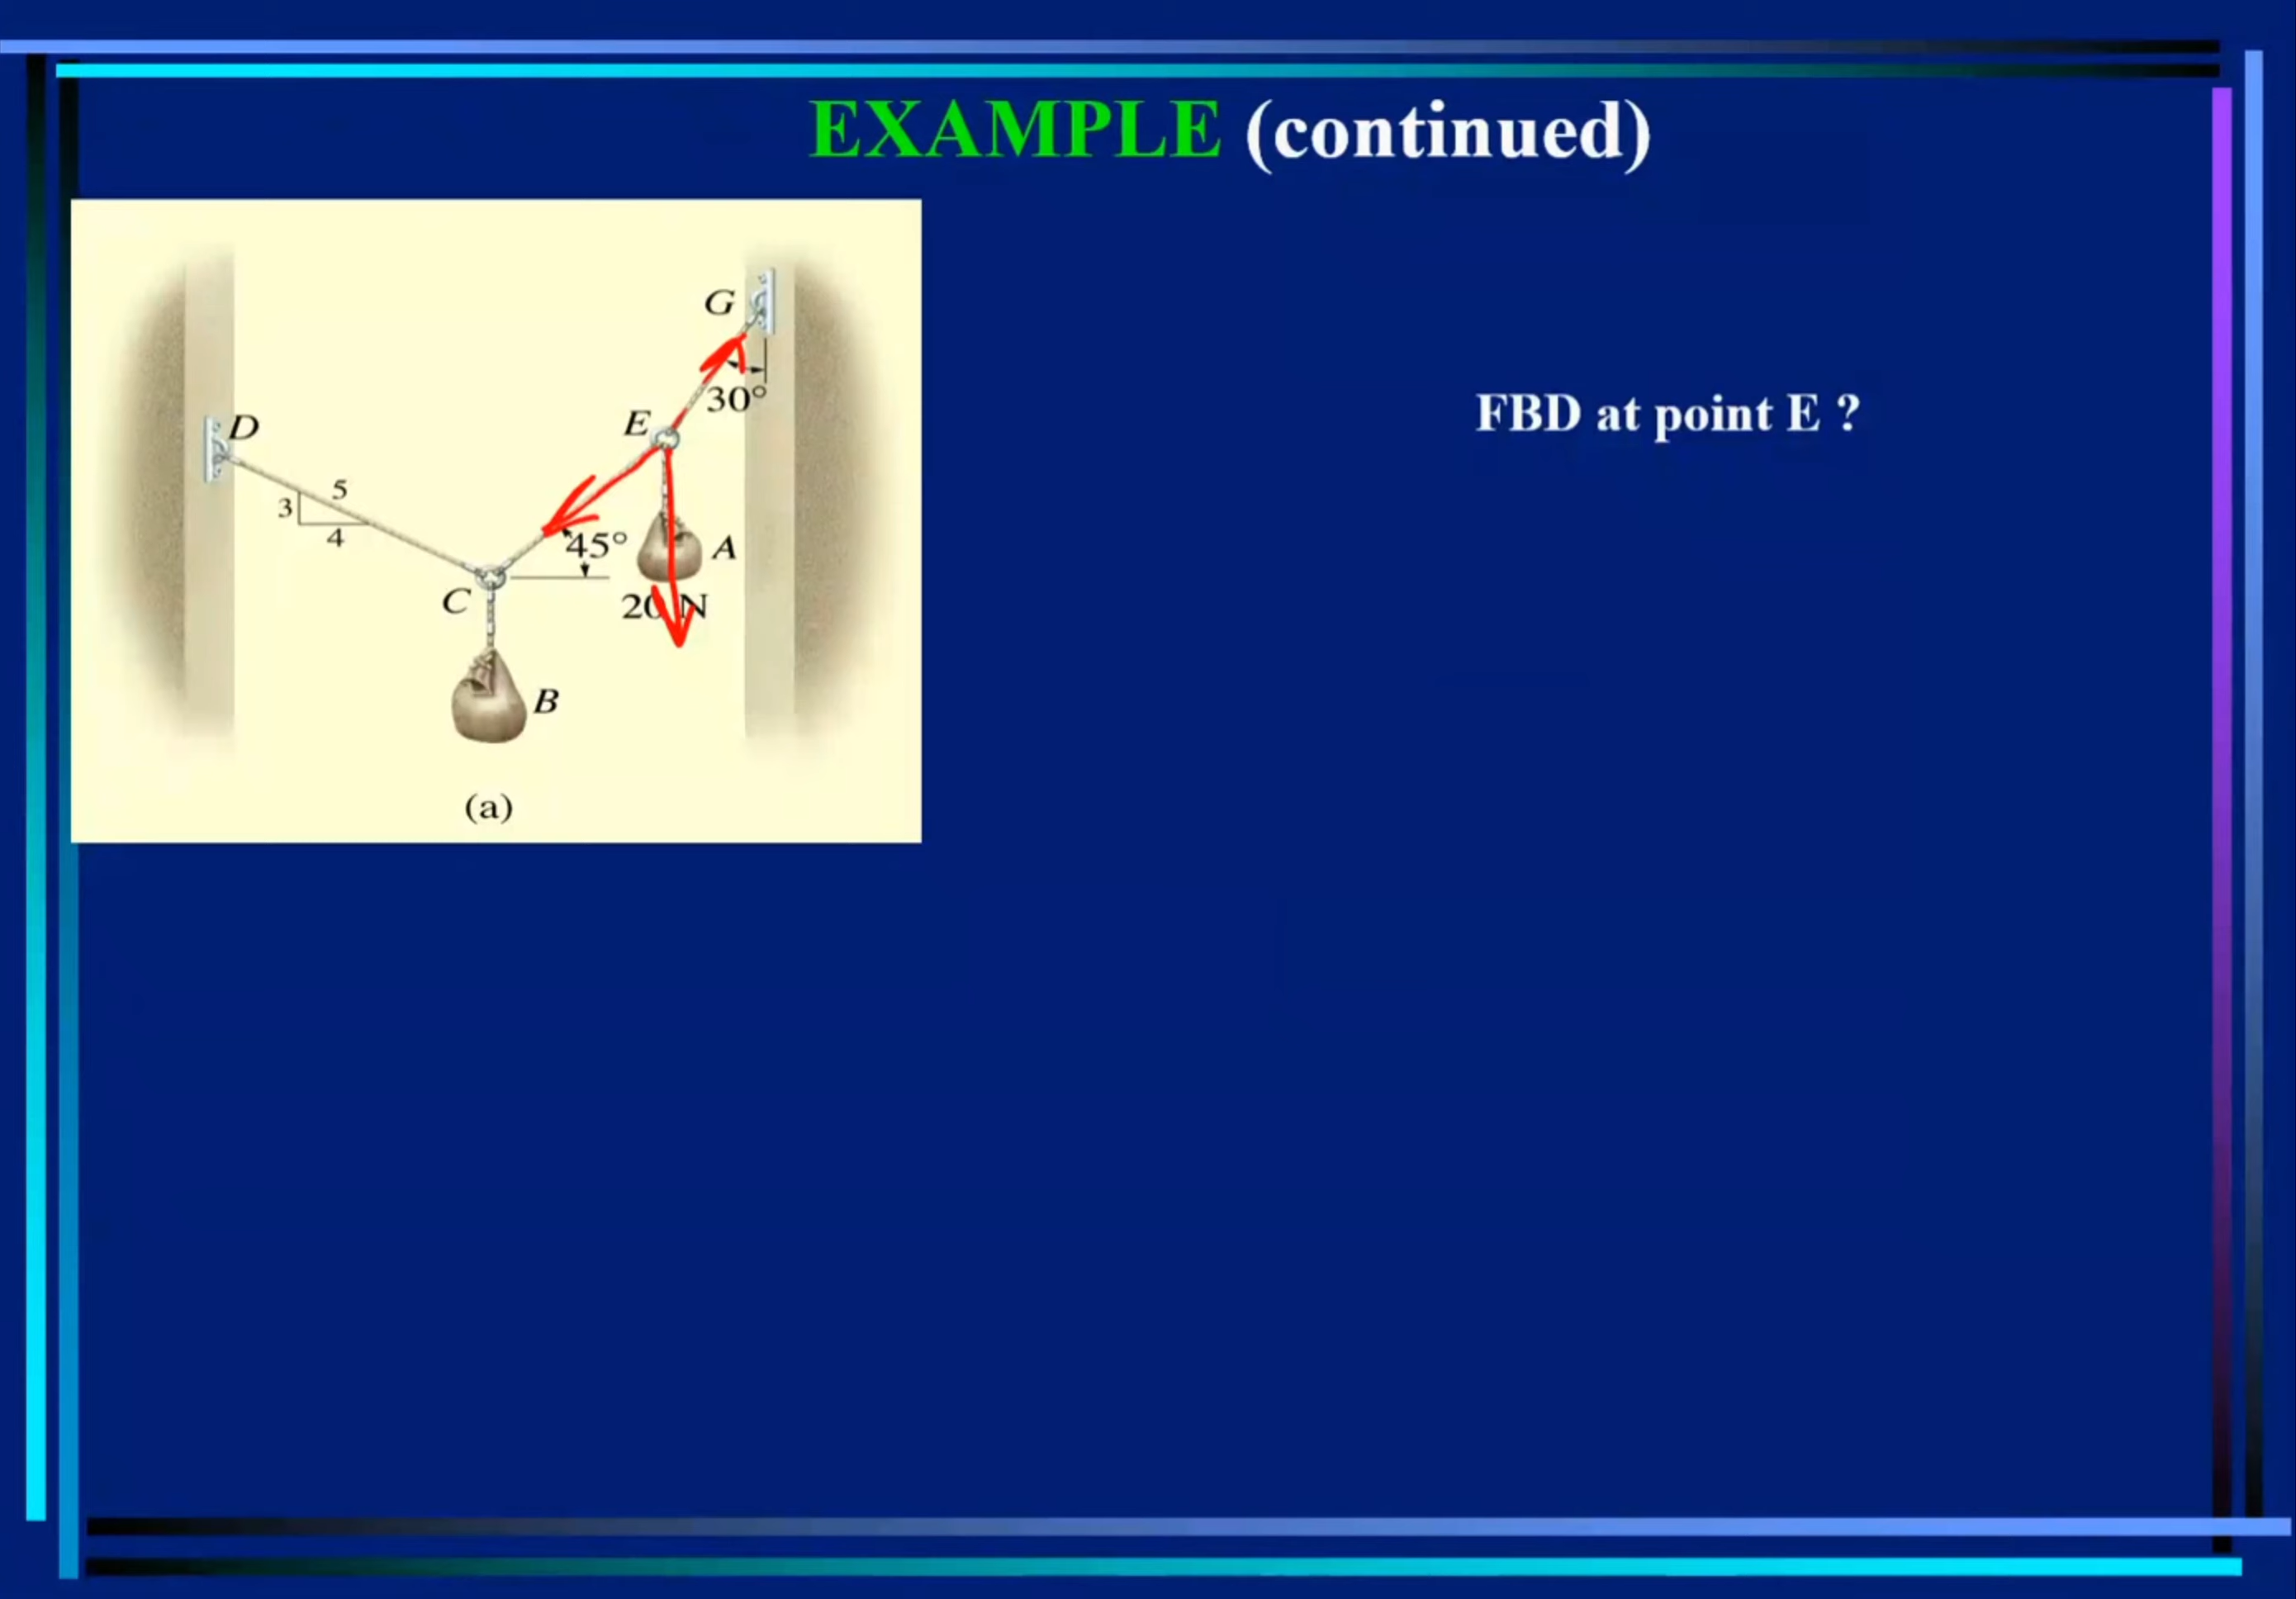 EXAMPLE (continued)
G
30°
FBD at point E ?
E
D
5
3
4
45°
A
C
20 N
B
(a)